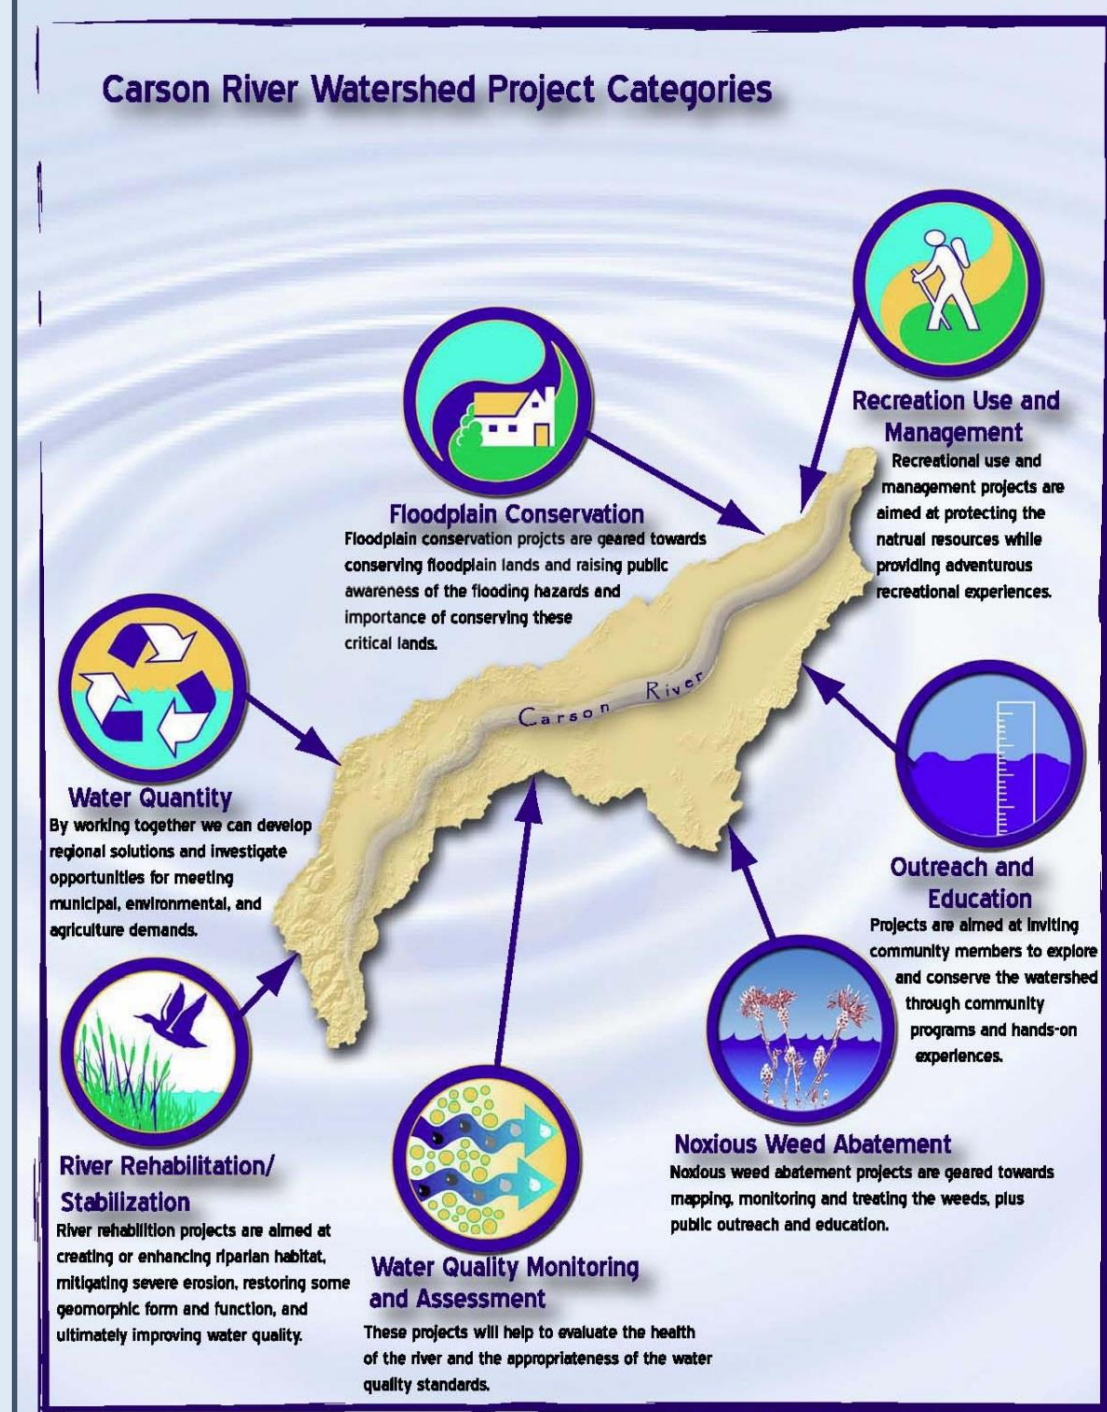 Carson River Watershed Project Categories
Recreation Use and
Management
Recreational use and
management projects are
aimed at protecting the
natrual resources while
providing adventurous
recreational experiences.
Floodplain Conservation
Floodplain conservation projcts are geared towards
conserving floodplain lands and raising public
awareness of the flooding hazards and
importance of conserving these
critical lands.
Carson River
Water Quantity
By working together we can develop
regional solutions and investigate
opportunities for meeting
municipal, environmental, and
agriculture demands.
Outreach and
Education
Projects are aimed at inviting
community members to explore
and conserve the watershed
through community
programs and hands-on
experiences.
River Rehabilitation/
Stabilization
River rehabilition projects are aimed at
creating or enhancing riparian habitat,
mitigating severe erosion, restoring some
geomorphic form and function, and
ultimately improving water quality.
Water Quality Monitoring
and Assessment
These projects will help to evaluate the health
of the river and the appropriateness of the water
quality standards.
Noxious Weed Abatement
Noxious weed abatement projects are geared towards
mapping, monitoring and treating the weeds, plus
public outreach and education.